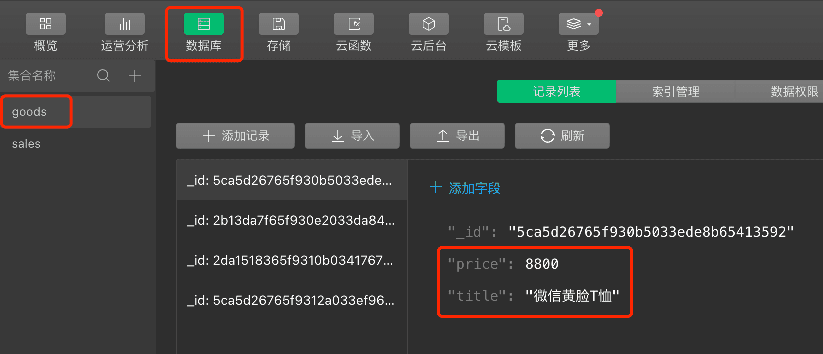 概览 运营分析 数据库 存储 云函数 云后台 云模板 更多
集合名称
记录列表 索引管理 数据权限
goods
sales
添加记录 导入 导出 刷新
_id: 5ca5d26765f930b5033ede...
_id: 2b13da7f65f930e2033da84...
_id: 2da1518365f9310b0341767...
_id: 5ca5d26765f9312a033ef96...
添加字段
"_id": "5ca5d26765f930b5033ede8b65413592"
"price": 8800
"title": "微信黄脸T恤"